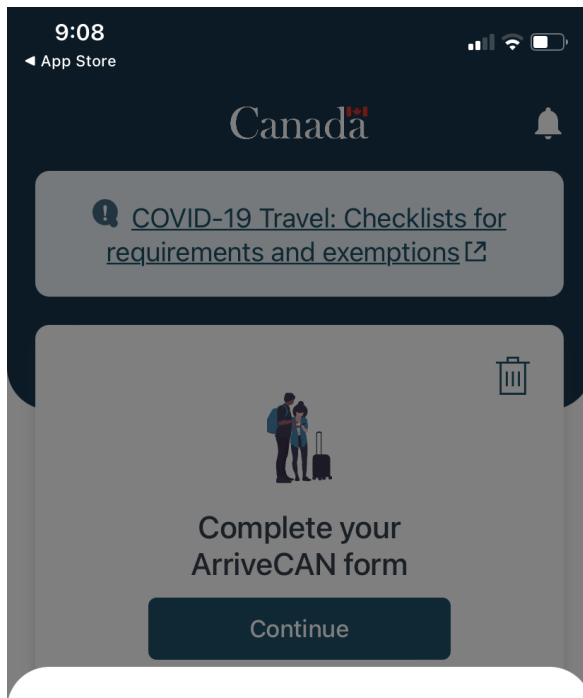 9:08
◀ App Store
Canada
COVID-19 Travel: Checklists for
requirements and exemptions
Complete your
ArriveCAN form
Continue